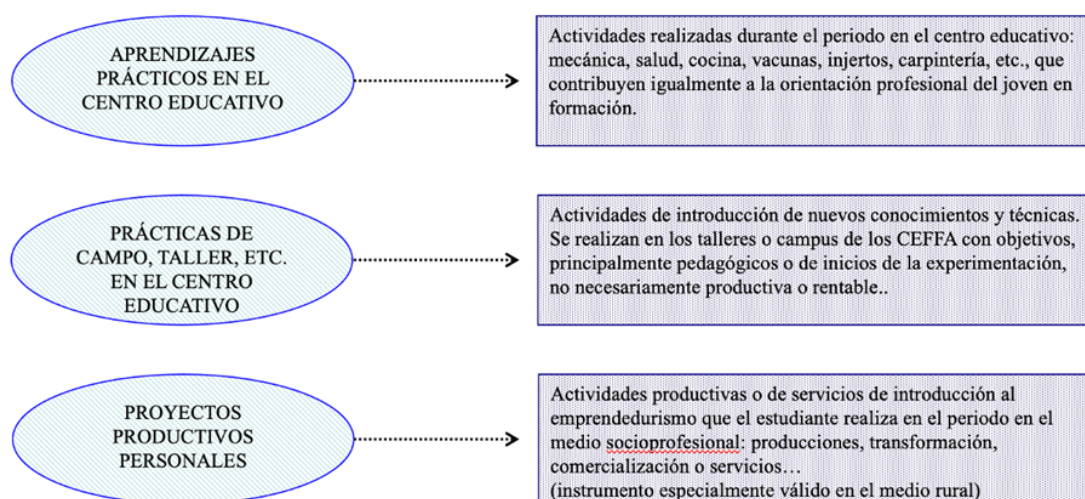 APRENDIZAJES
PRÁCTICOS EN EL
CENTRO EDUCATIVO
Actividades realizadas durante el periodo en el centro educativo:
mecánica, salud, cocina, vacunas, injertos, carpintería, etc., que
contribuyen igualmente a la orientación profesional del joven en
formación.
PRÁCTICAS DE
CAMPO, TALLER, ETC.
EN EL CENTRO
EDUCATIVO
Actividades de introducción de nuevos conocimientos y técnicas.
Se realizan en los talleres o campus de los CEFFA con objetivos,
principalmente pedagógicos o de inicios de la experimentación,
no necesariamente productiva o rentable..
PROYECTOS
PRODUCTIVOS
PERSONALES
Actividades productivas o de servicios de introducción al
emprendedurismo que el estudiante realiza en el periodo en el
medio socioprofesional: producciones, transformación,
comercialización o servicios…
(instrumento especialmente válido en el medio rural)